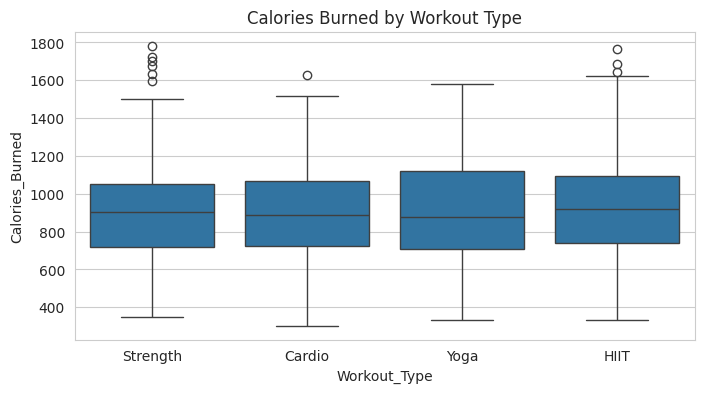 Calories Burned by Workout Type
Calories_Burned
1800
1600
1400
1200
1000
800
600
400
Strength Cardio Yoga HIIT
Workout_Type